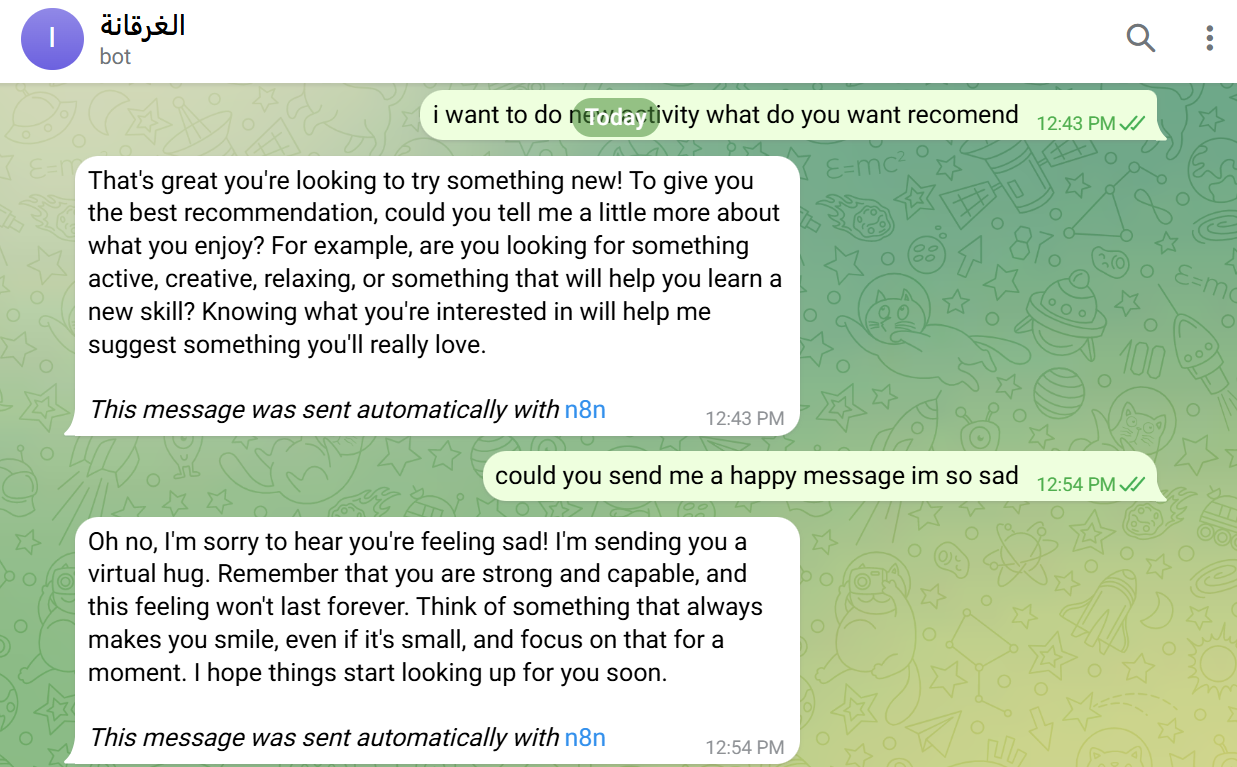 I
الغرقانة
bot
i want to do new activity what do you want recomend
Today
12:43 PM
That's great you're looking to try something new! To give you
the best recommendation, could you tell me a little more about
what you enjoy? For example, are you looking for something
active, creative, relaxing, or something that will help you learn a
new skill? Knowing what you're interested in will help me
suggest something you'll really love.
This message was sent automatically with n8n
12:43 PM
could you send me a happy message im so sad
12:54 PM
Oh no, I'm sorry to hear you're feeling sad! I'm sending you a
virtual hug. Remember that you are strong and capable, and
this feeling won't last forever. Think of something that always
makes you smile, even if it's small, and focus on that for a
moment. I hope things start looking up for you soon.
This message was sent automatically with n8n
12:54 PM
E=mc²
E=mc